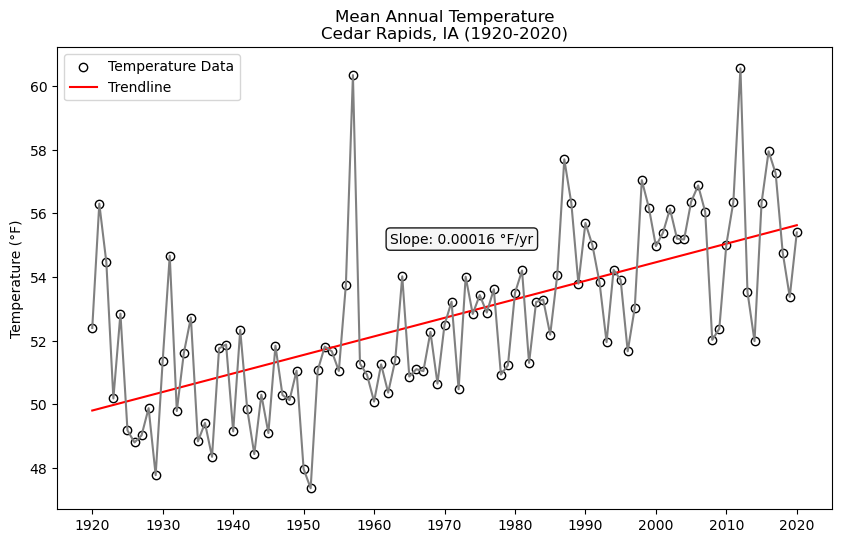 Mean Annual Temperature
Cedar Rapids, IA (1920-2020)
Temperature Data
Trendline
Slope: 0.00016 °F/yr
Temperature (°F)
60
58
56
54
52
50
48
1920 1930 1940 1950 1960 1970 1980 1990 2000 2010 2020